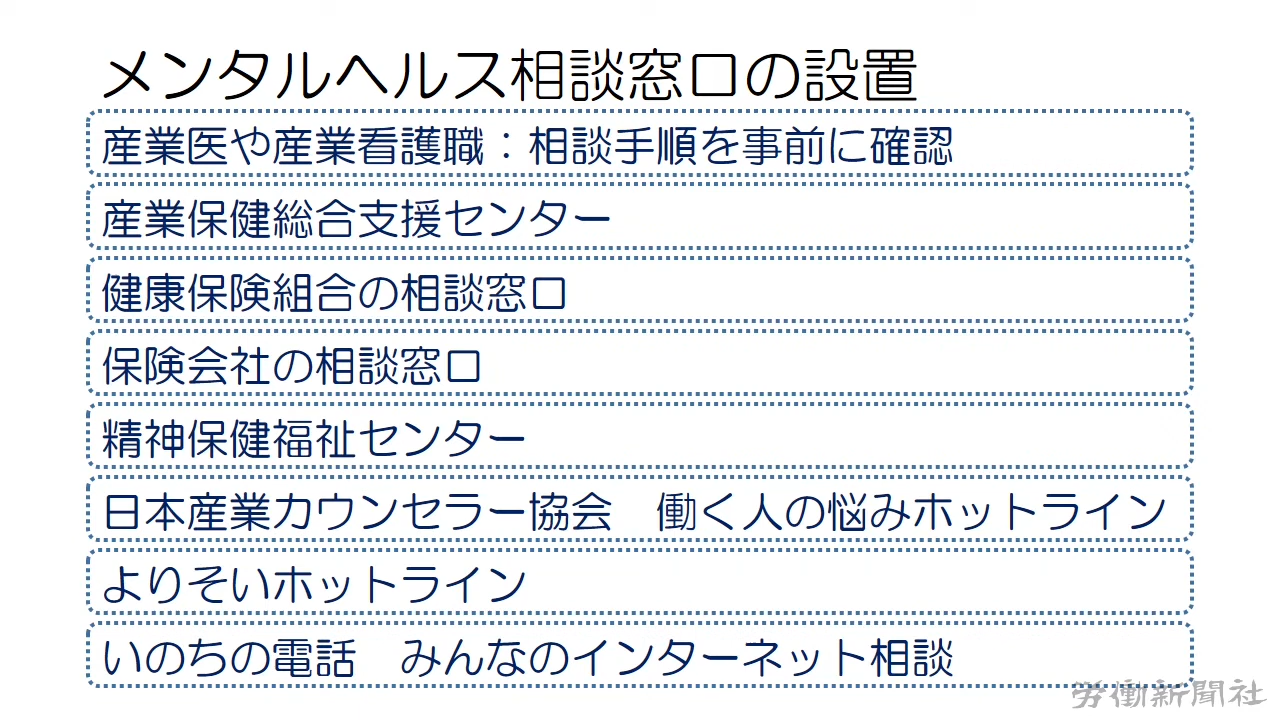 メンタルヘルス相談窓口の設置
産業医や産業看護職：相談手順を事前に確認
産業保健総合支援センター
健康保険組合の相談窓口
保険会社の相談窓口
精神保健福祉センター
日本産業カウンセラー協会　働く人の悩みホットライン
よりそいホットライン
いのちの電話　みんなのインターネット相談
労働新聞社